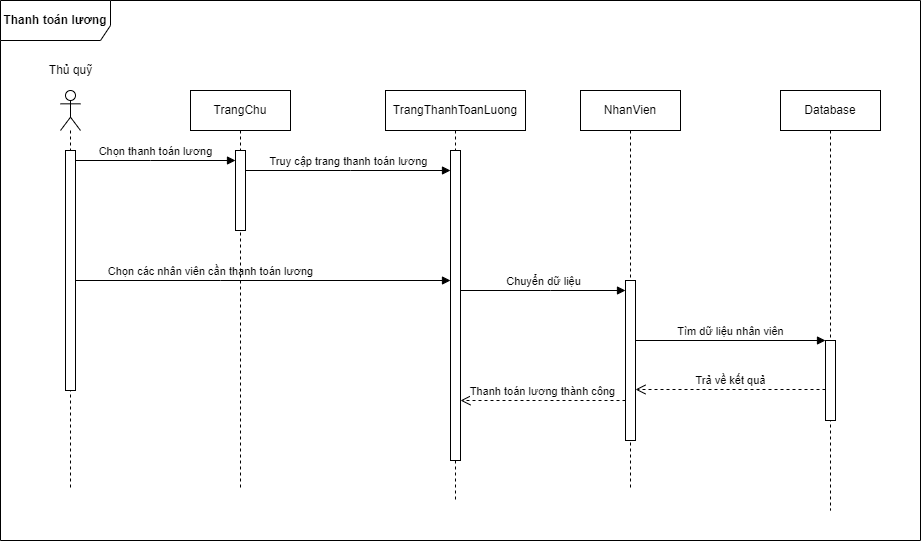 Thanh toán lương
Thủ quỹ
TrangChu
TrangThanhToanLuong
NhanVien
Database
Chọn thanh toán lương
Truy cập trang thanh toán lương
Chọn các nhân viên cần thanh toán lương
Chuyển dữ liệu
Tìm dữ liệu nhân viên
Trả về kết quả
Thanh toán lương thành công